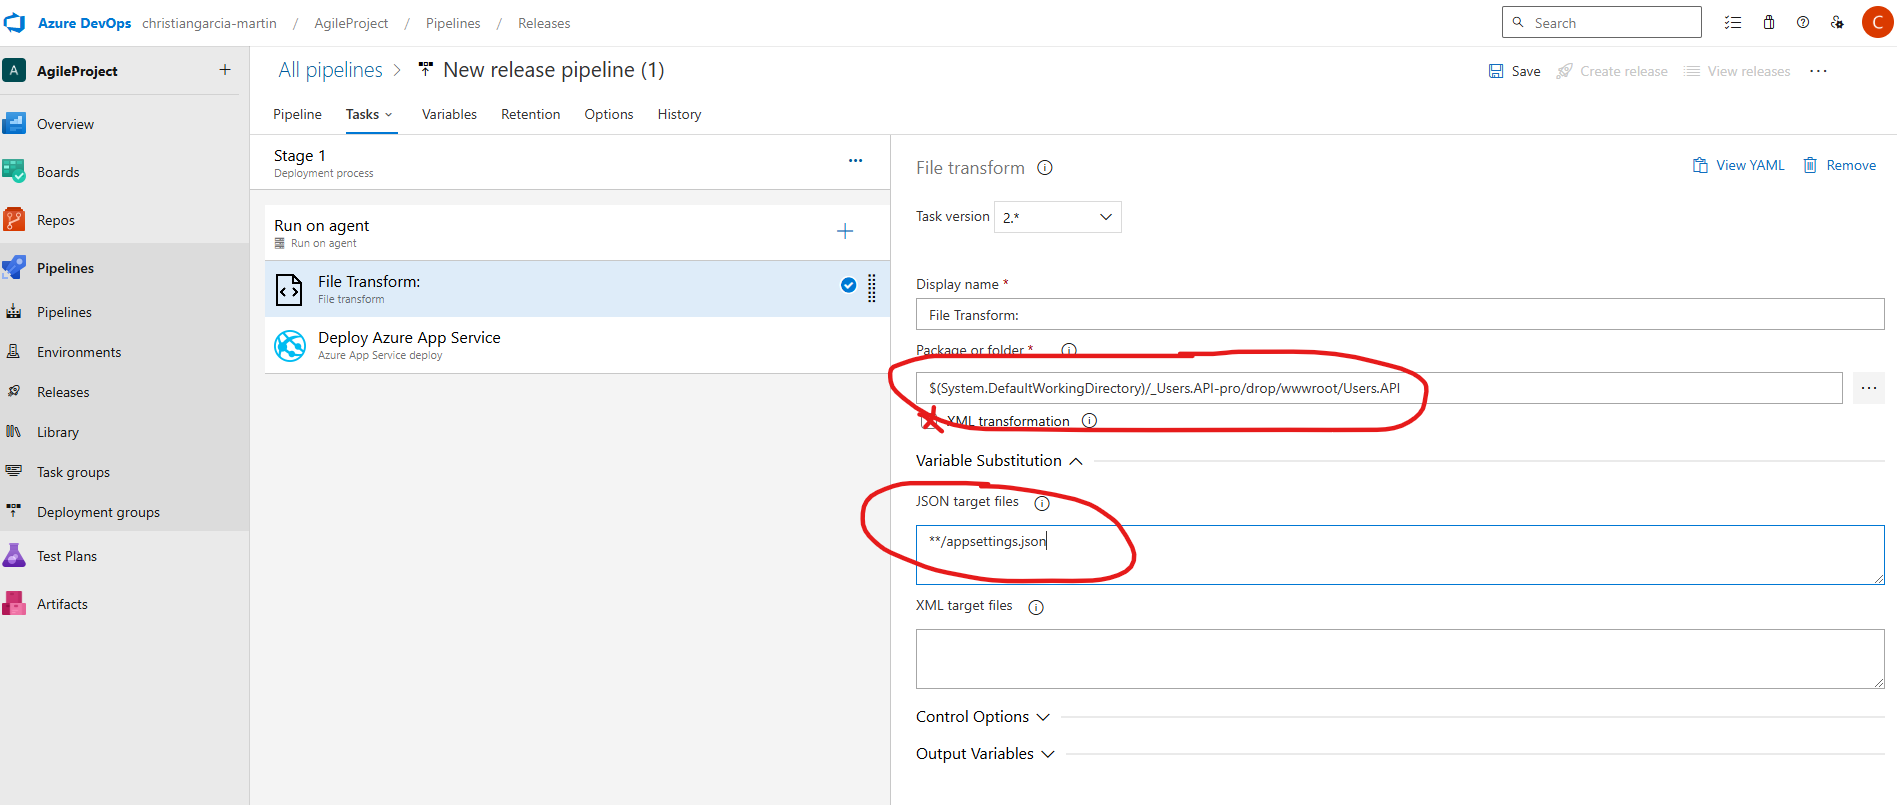 Azure DevOps christiangarcia-martin / AgileProject / Pipelines / Releases
Search
C
A AgileProject +
Overview
Boards
Repos
Pipelines
Pipelines
Environments
Releases
Library
Task groups
Deployment groups
Test Plans
Artifacts
All pipelines > New release pipeline (1)
Save Create release View releases ...
Pipeline Tasks Variables Retention Options History
Stage 1
Deployment process
Run on agent
Run on agent
File Transform:
File transform
Deploy Azure App Service
Azure App Service deploy
File transform
View YAML Remove
Task version 2.*
Display name *
File Transform:
Package or folder *
$(System.DefaultWorkingDirectory)/_Users.API-pro/drop/wwwroot/Users.API
XML transformation
Variable Substitution
JSON target files
**/appsettings.json
XML target files
Control Options
Output Variables